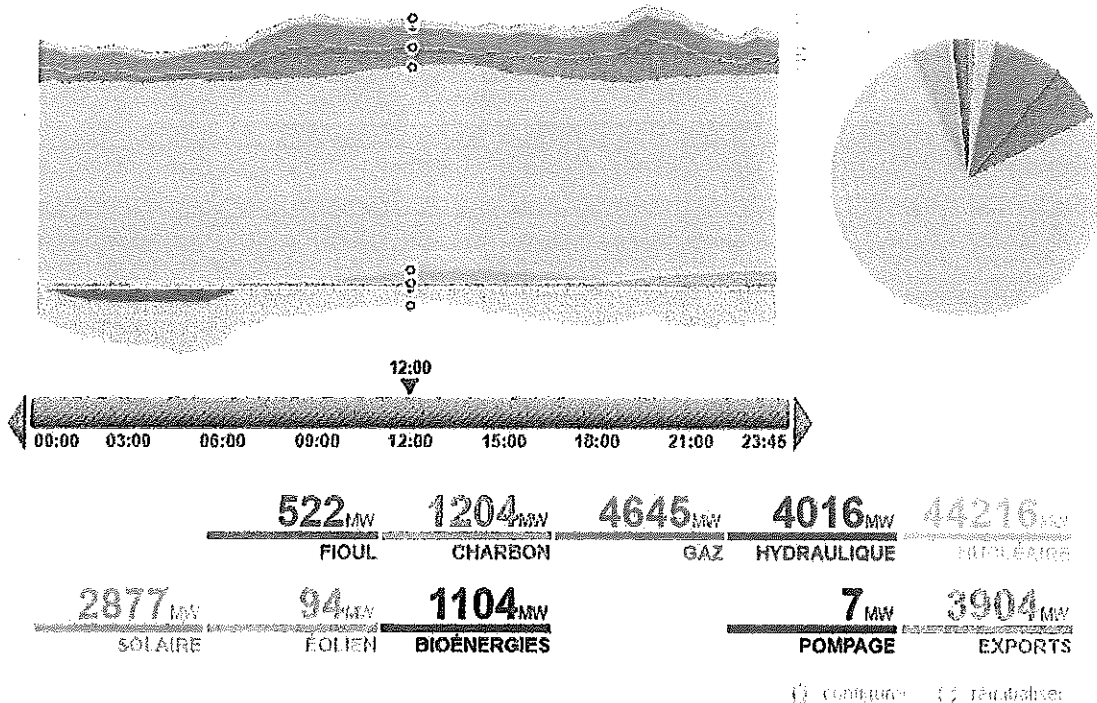 12:00
00:00 03:00 06:00 09:00 12:00 15:00 18:00 21:00 23:45
522MW 1204MW 4645MW 4016MW 44216MW
FIOUL CHARBON GAZ HYDRAULIQUE NUCLÉAIRE
2877MW 94MW 1104MW 7MW 3904MW
SOLAIRE ÉOLIEN BIOÉNERGIES POMPAGE EXPORTS
réinitialiser